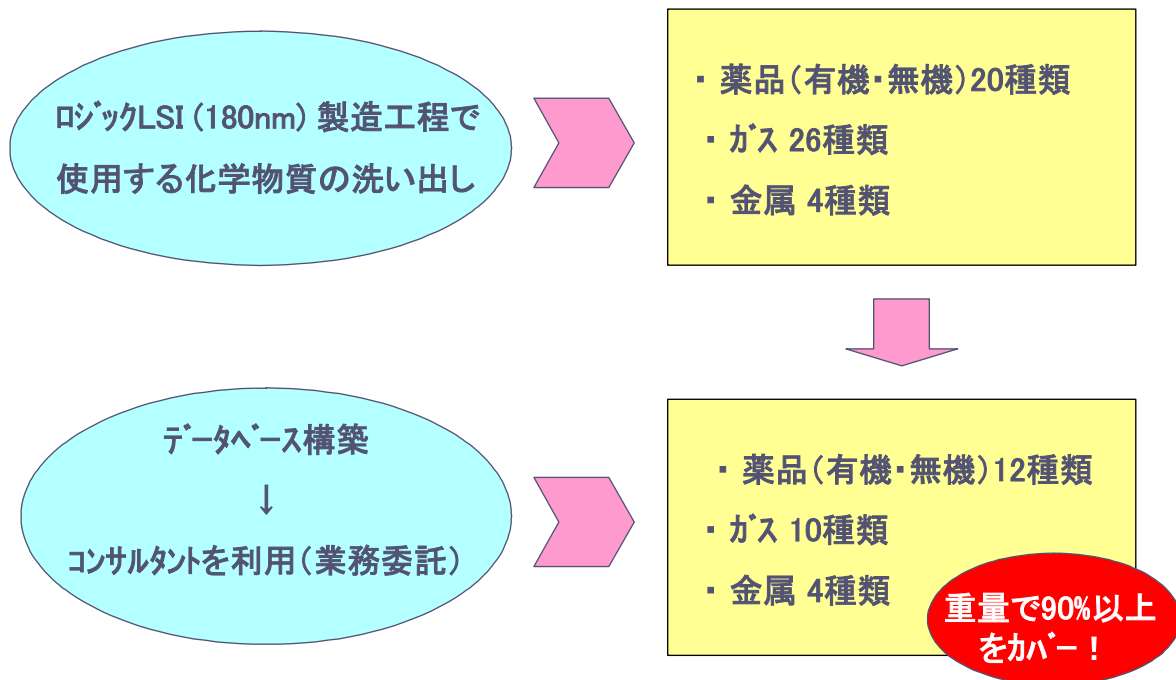 ﾛｼﾞｯｸLSI (180nm) 製造工程で
使用する化学物質の洗い出し
・ 薬品(有機・無機)20種類
・ ｶﾞｽ 26種類
・ 金属 4種類
ﾃﾞｰﾀﾍﾞｰｽ構築
↓
ｺﾝｻﾙﾀﾝﾄを利用(業務委託)
・ 薬品(有機・無機)12種類
・ ｶﾞｽ 10種類
・ 金属 4種類
重量で90%以上
をｶﾊﾞｰ！